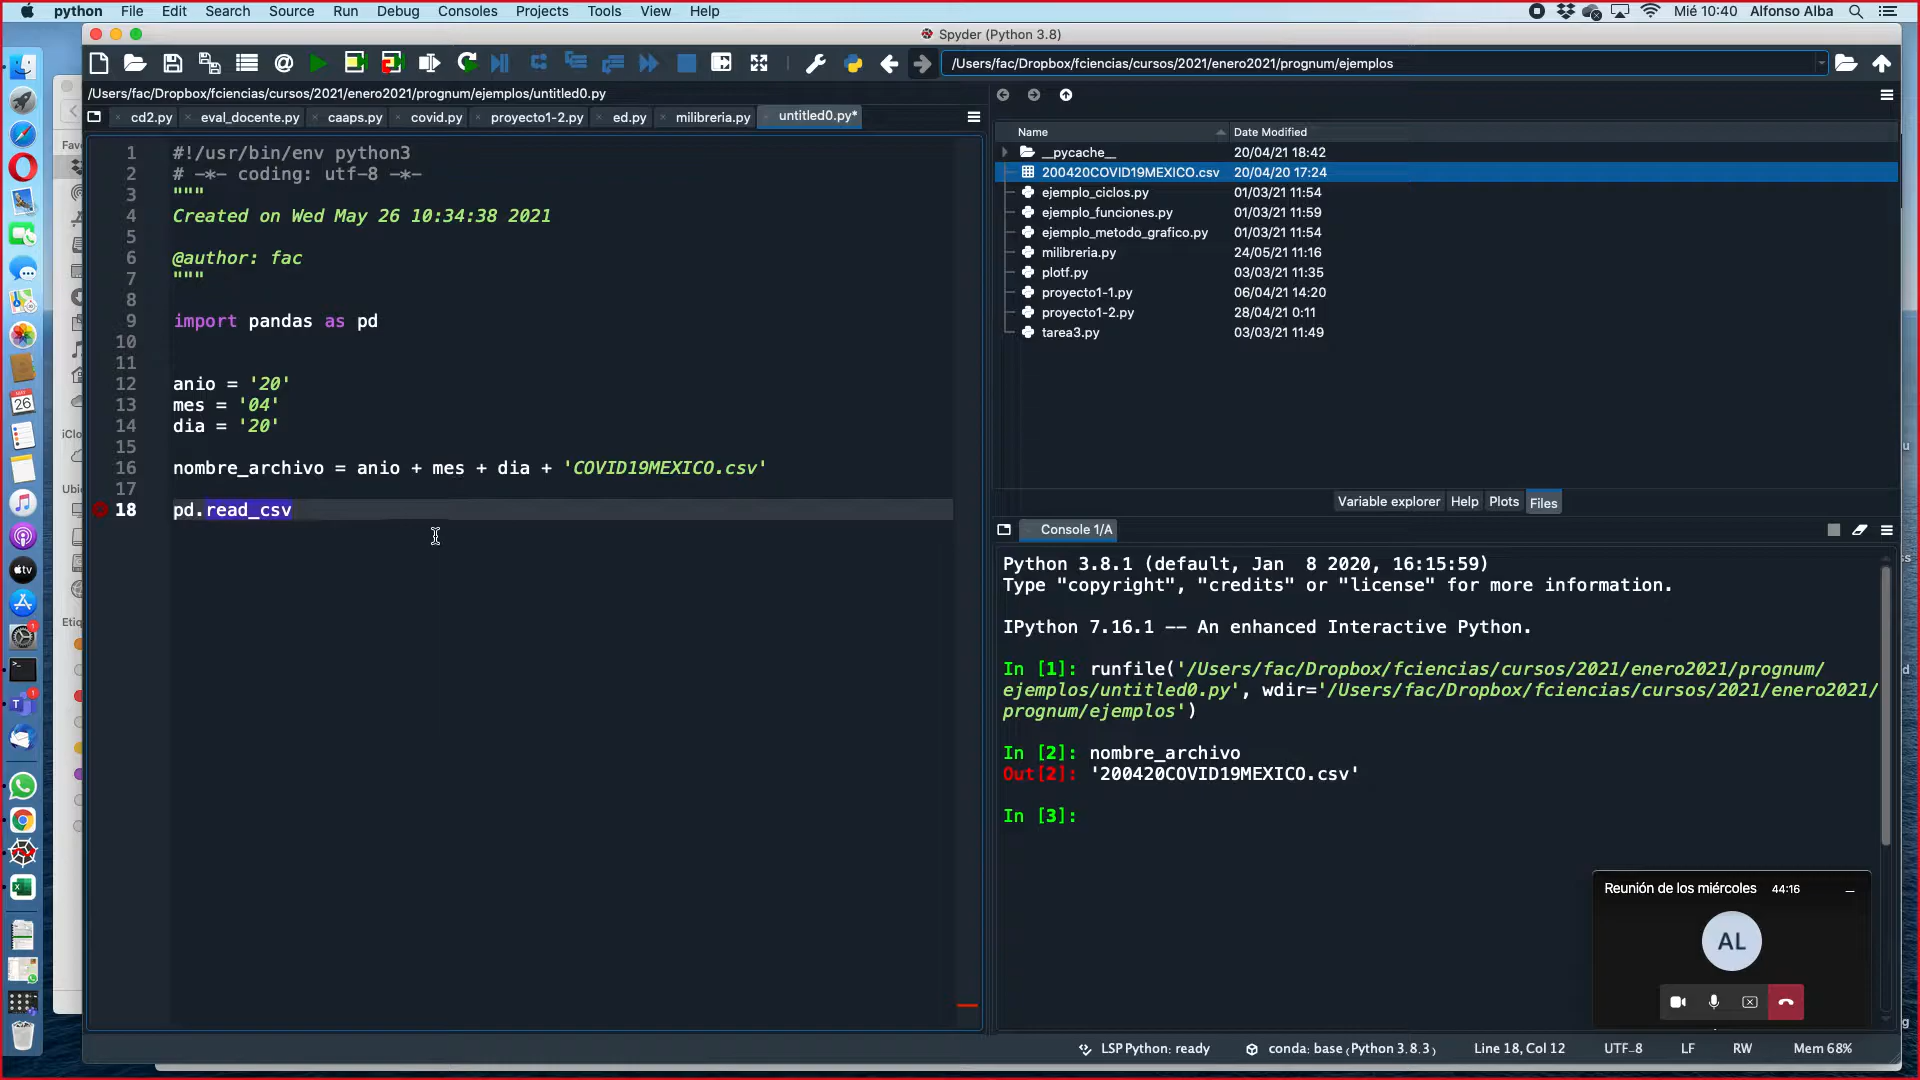 python File Edit Search Source Run Debug Consoles Projects Tools View Help Mié 10:40 Alfonso Alba
Spyder (Python 3.8)
/Users/fac/Dropbox/fciencias/cursos/2021/enero2021/prognum/ejemplos
/Users/fac/Dropbox/fciencias/cursos/2021/enero2021/prognum/ejemplos/untitled0.py
cd2.py eval_docente.py caaps.py covid.py proyecto1-2.py ed.py milibreria.py untitled0.py*
1 #!/usr/bin/env python3
2 # -*- coding: utf-8 -*-
3 """
4 Created on Wed May 26 10:34:38 2021
5
6 @author: fac
7 """
8
9 import pandas as pd
10
11
12 anio = '20'
13 mes = '04'
14 dia = '20'
15
16 nombre_archivo = anio + mes + dia + 'COVID19MEXICO.csv'
17
18 pd.read_csv
Name Date Modified
__pycache__ 20/04/21 18:42
200420COVID19MEXICO.csv 20/04/20 17:24
ejemplo_ciclos.py 01/03/21 11:54
ejemplo_funciones.py 01/03/21 11:59
ejemplo_metodo_grafico.py 01/03/21 11:54
milibreria.py 24/05/21 11:16
plotf.py 03/03/21 11:35
proyecto1-1.py 06/04/21 14:20
proyecto1-2.py 28/04/21 0:11
tarea3.py 03/03/21 11:49
Variable explorer Help Plots Files
Console 1/A
Python 3.8.1 (default, Jan  8 2020, 16:15:59)
Type "copyright", "credits" or "license" for more information.
IPython 7.16.1 -- An enhanced Interactive Python.
In [1]: runfile('/Users/fac/Dropbox/fciencias/cursos/2021/enero2021/prognum/
ejemplos/untitled0.py', wdir='/Users/fac/Dropbox/fciencias/cursos/2021/enero2021/
prognum/ejemplos')
In [2]: nombre_archivo
Out[2]: '200420COVID19MEXICO.csv'
In [3]:
Reunión de los miércoles 44:16
AL
LSP Python: ready conda: base (Python 3.8.3) Line 18, Col 12 UTF-8 LF RW Mem 68%
Favo
iClo
Ubic
Etiq
26
tv